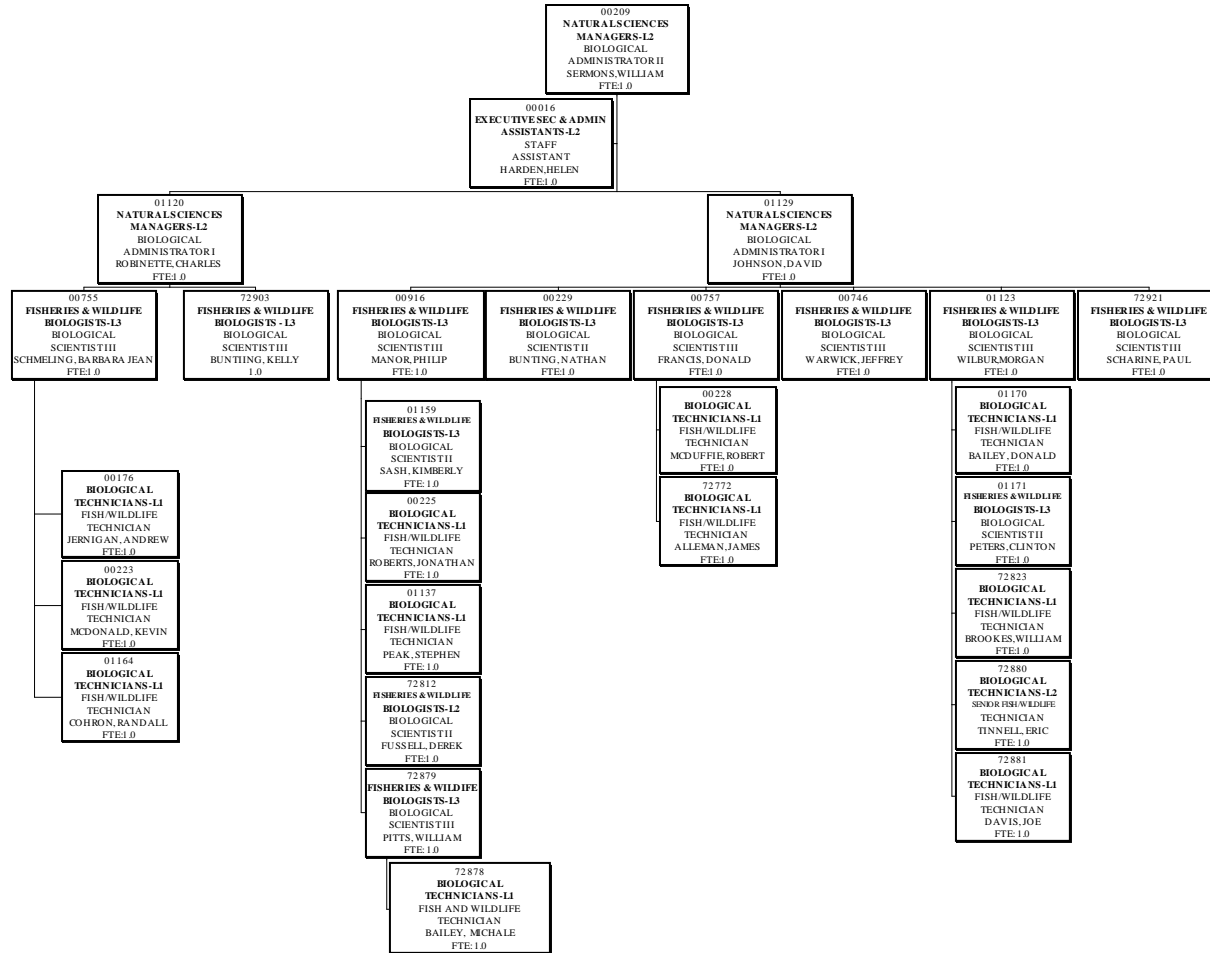 00209
NATURAL SCIENCES
MANAGERS-L2
BIOLOGICAL
ADMINISTRATOR II
SERMONS, WILLIAM
FTE:1.0
00016
EXECUTIVE SEC & ADMIN
ASSISTANTS-L2
STAFF
ASSISTANT
HARDEN, HELEN
FTE:1.0
01120
NATURAL SCIENCES
MANAGERS-L2
BIOLOGICAL
ADMINISTRATOR I
ROBINETTE, CHARLES
FTE:1.0
01129
NATURAL SCIENCES
MANAGERS-L2
BIOLOGICAL
ADMINISTRATOR I
JOHNSON, DAVID
FTE:1.0
00755
FISHERIES & WILDLIFE
BIOLOGISTS-L3
BIOLOGICAL
SCIENTIST III
SCHMELING, BARBARA JEAN
FTE:1.0
72903
FISHERIES & WILDLIFE
BIOLOGISTS - L3
BIOLOGICAL
SCIENTIST III
BUNTIING, KELLY
1.0
00916
FISHERIES & WILDLIFE
BIOLOGISTS-L3
BIOLOGICAL
SCIENTIST III
MANOR, PHILIP
FTE: 1.0
00229
FISHERIES & WILDLIFE
BIOLOGISTS-L3
BIOLOGICAL
SCIENTIST II
BUNTING, NATHAN
FTE: 1.0
00757
FISHERIES & WILDLIFE
BIOLOGISTS-L3
BIOLOGICAL
SCIENTIST III
FRANCIS, DONALD
FTE:1.0
00746
FISHERIES & WILDLIFE
BIOLOGISTS-L3
BIOLOGICAL
SCIENTIST III
WARWICK, JEFFREY
FTE: 1.0
01123
FISHERIES & WILDLIFE
BIOLOGISTS-L3
BIOLOGICAL
SCIENTIST III
WILBUR, MORGAN
FTE: 1.0
72921
FISHERIES & WILDLIFE
BIOLOGISTS-L3
BIOLOGICAL
SCIENTIST III
SCHARINE, PAUL
FTE:1.0
00176
BIOLOGICAL
TECHNICIANS-L1
FISH/WILDLIFE
TECHNICIAN
JERNIGAN, ANDREW
FTE:1.0
00223
BIOLOGICAL
TECHNICIANS-L1
FISH/WILDLIFE
TECHNICIAN
MCDONALD, KEVIN
FTE:1.0
01164
BIOLOGICAL
TECHNICIANS-L1
FISH/WILDLIFE
TECHNICIAN
COHRON, RANDALL
FTE:1.0
01159
FISHERIES & WILDLIFE
BIOLOGISTS-L3
BIOLOGICAL
SCIENTIST II
SASH, KIMBERLY
FTE: 1.0
00225
BIOLOGICAL
TECHNICIANS-L1
FISH/WILDLIFE
TECHNICIAN
ROBERTS, JONATHAN
FTE: 1.0
01137
BIOLOGICAL
TECHNICIANS-L1
FISH/WILDLIFE
TECHNICIAN
PEAK, STEPHEN
FTE: 1.0
72812
FISHERIES & WILDLIFE
BIOLOGISTS-L2
BIOLOGICAL
SCIENTIST II
FUSSELL, DEREK
FTE:1.0
72879
FISHERIES & WILDIFE
BIOLOGISTS-L3
BIOLOGICAL
SCIENTIST III
PITTS, WILLIAM
FTE: 1.0
72878
BIOLOGICAL
TECHNICIANS-L1
FISH AND WILDLIFE
TECHNICIAN
BAILEY, MICHALE
FTE: 1.0
00228
BIOLOGICAL
TECHNICIANS-L1
FISH/WILDLIFE
TECHNICIAN
MCDUFFIE, ROBERT
FTE:1.0
72772
BIOLOGICAL
TECHNICIANS-L1
FISH/WILDLIFE
TECHNICIAN
ALLEMAN, JAMES
FTE:1.0
01170
BIOLOGICAL
TECHNICIANS-L1
FISH/WILDLIFE
TECHNICIAN
BAILEY, DONALD
FTE:1.0
01171
FISHERIES & WILDLIFE
BIOLOGISTS-L3
BIOLOGICAL
SCIENTIST II
PETERS, CLINTON
FTE:1.0
72823
BIOLOGICAL
TECHNICIANS-L1
FISH/WILDLIFE
TECHNICIAN
BROOKES, WILLIAM
FTE:1.0
72880
BIOLOGICAL
TECHNICIANS-L2
SENIOR FISH/WILDLIFE
TECHNICIAN
TINNELL, ERIC
FTE: 1.0
72881
BIOLOGICAL
TECHNICIANS-L1
FISH/WILDLIFE
TECHNICIAN
DAVIS, JOE
FTE: 1.0